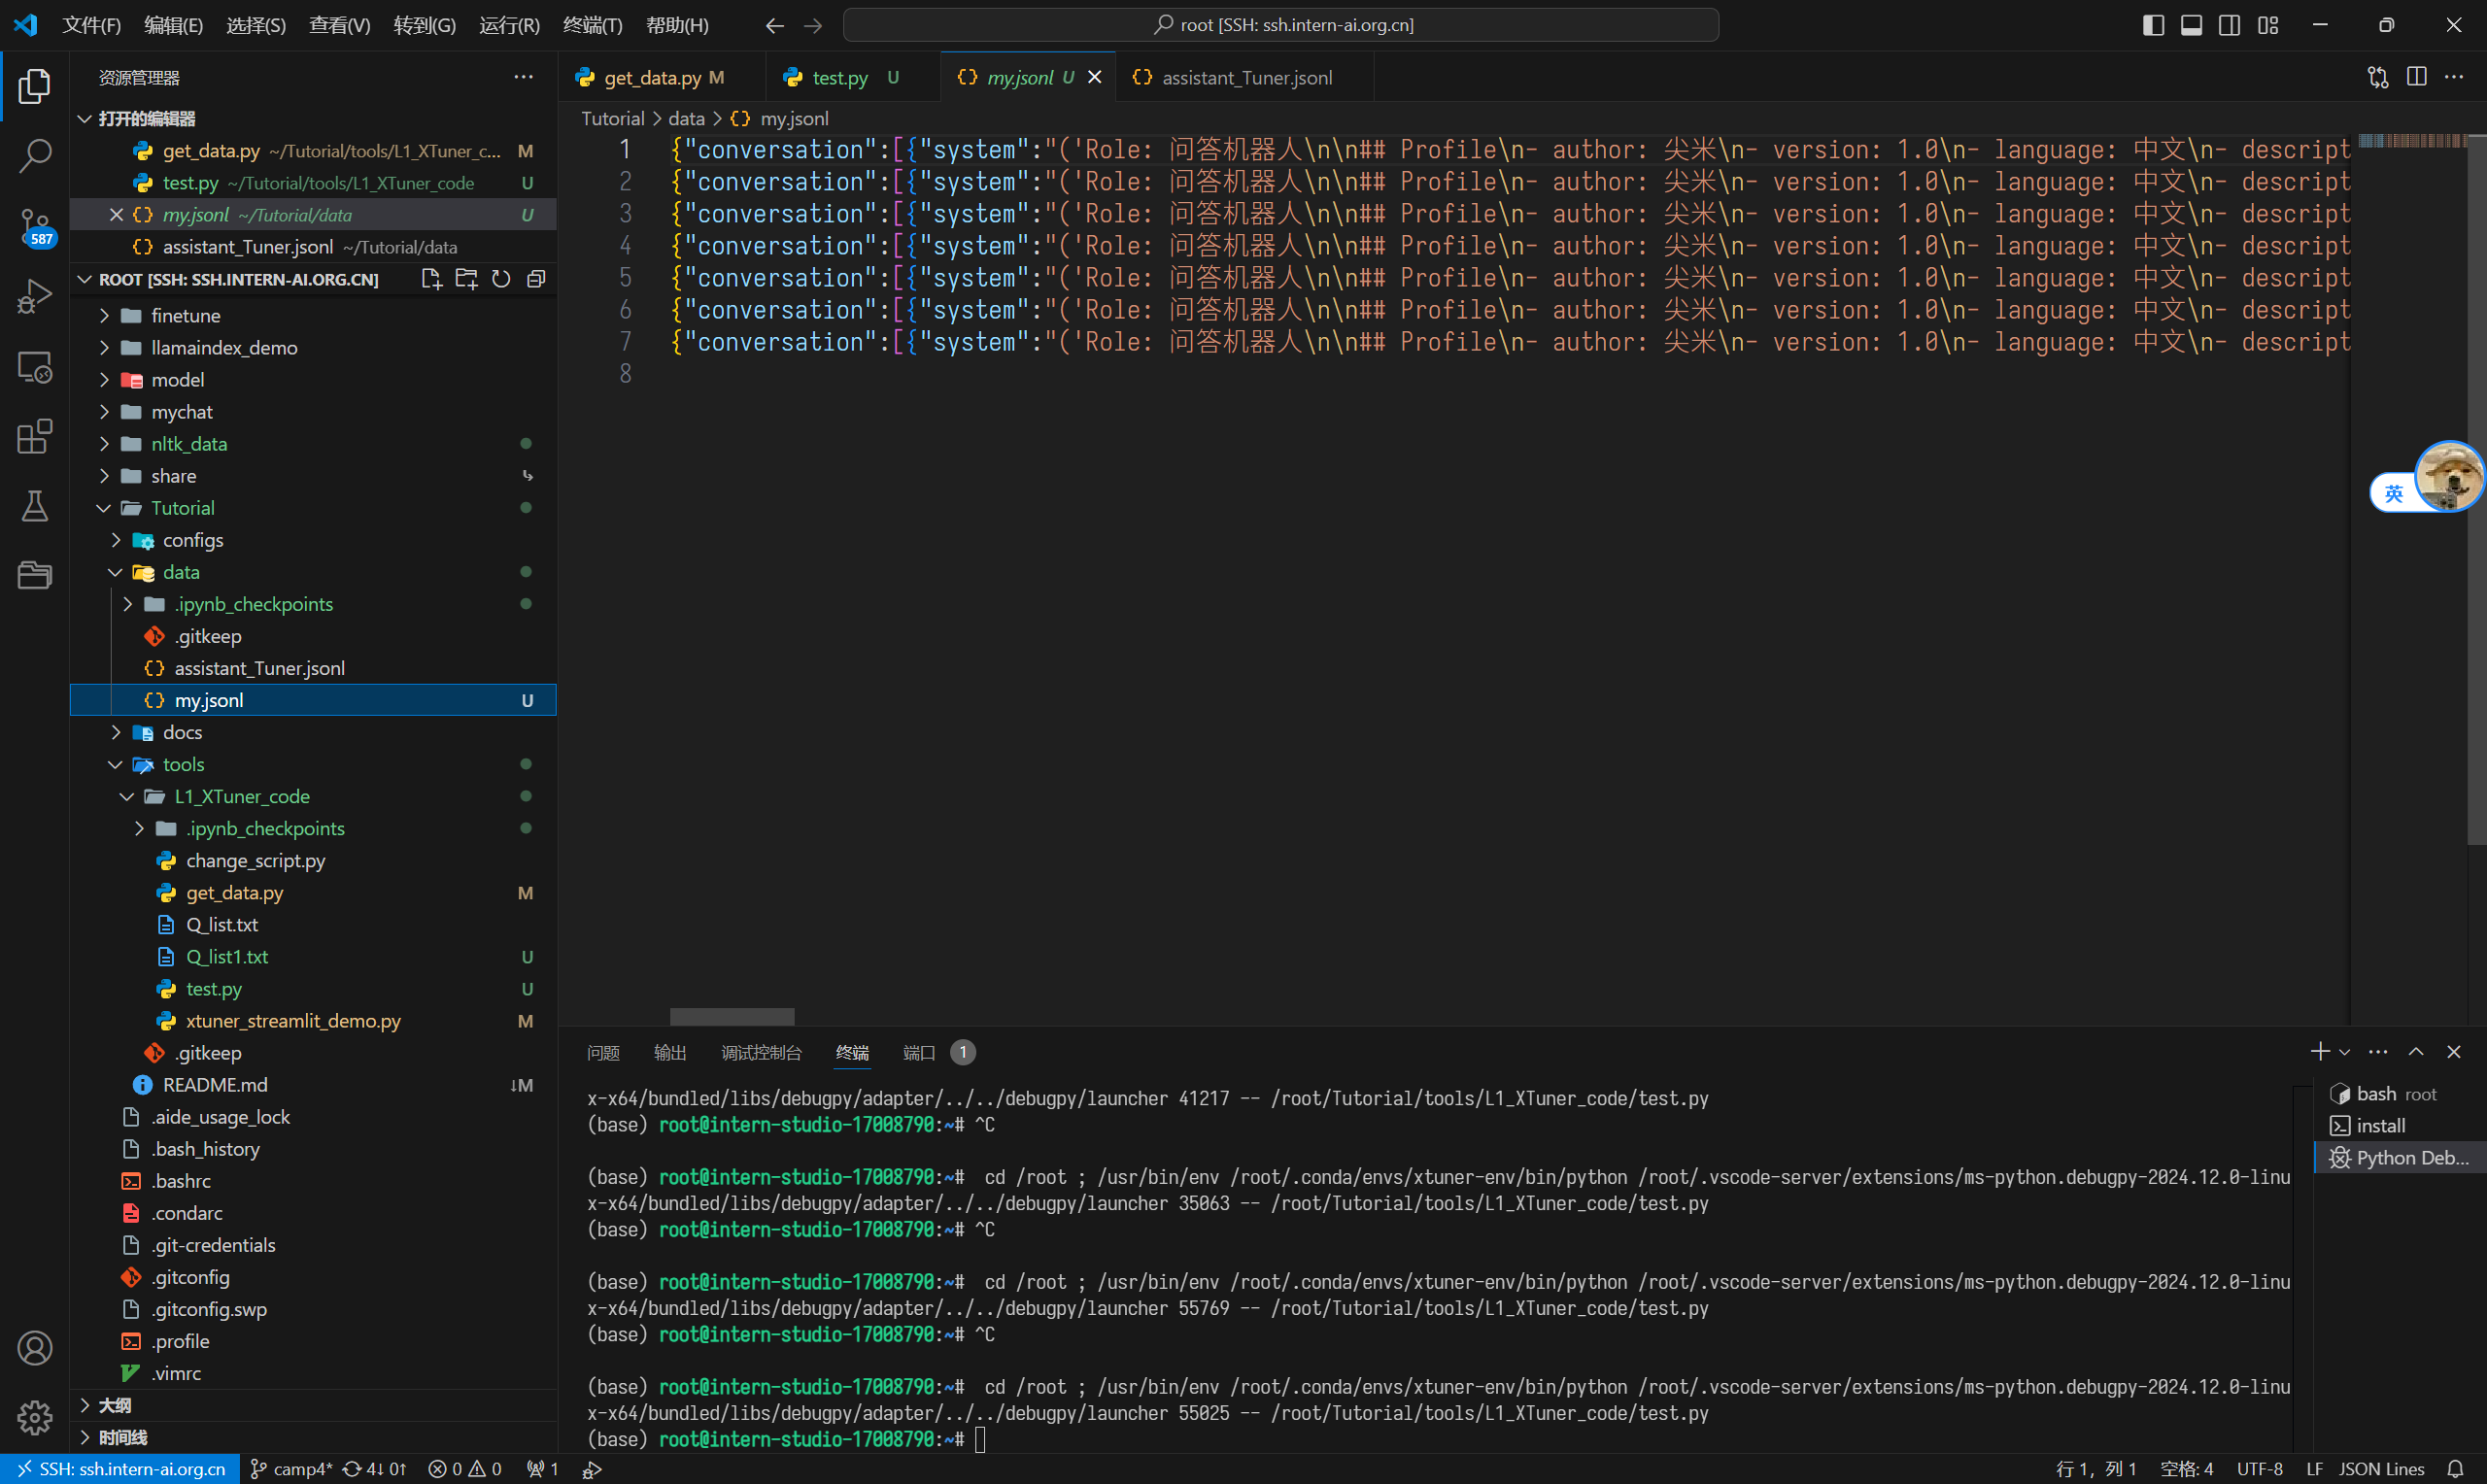 文件(F) 编辑(E) 选择(S) 查看(V) 转到(G) 运行(R) 终端(T) 帮助(H) root [SSH: ssh.intern-ai.org.cn]
资源管理器
打开的编辑器
get_data.py ~/Tutorial/tools/L1_XTuner_c... M
test.py ~/Tutorial/tools/L1_XTuner_code U
my.jsonl ~/Tutorial/data U
assistant_Tuner.jsonl ~/Tutorial/data
ROOT [SSH: SSH.INTERN-AI.ORG.CN]
finetune
llamaindex_demo
model
mychat
nltk_data
share
Tutorial
configs
data
.ipynb_checkpoints
.gitkeep
assistant_Tuner.jsonl
my.jsonl U
docs
tools
L1_XTuner_code
.ipynb_checkpoints
change_script.py
get_data.py M
Q_list.txt
Q_list1.txt U
test.py U
xtuner_streamlit_demo.py M
.gitkeep
README.md ↓M
.aide_usage_lock
.bash_history
.bashrc
.condarc
.git-credentials
.gitconfig
.gitconfig.swp
.profile
.vimrc
大纲
时间线
587
get_data.py M test.py U my.jsonl U assistant_Tuner.jsonl
Tutorial > data > my.jsonl
1 {"conversation":[{"system":"('Role: 问答机器人\n\n## Profile\n- author: 尖米\n- version: 1.0\n- language: 中文\n- descript
2 {"conversation":[{"system":"('Role: 问答机器人\n\n## Profile\n- author: 尖米\n- version: 1.0\n- language: 中文\n- descript
3 {"conversation":[{"system":"('Role: 问答机器人\n\n## Profile\n- author: 尖米\n- version: 1.0\n- language: 中文\n- descript
4 {"conversation":[{"system":"('Role: 问答机器人\n\n## Profile\n- author: 尖米\n- version: 1.0\n- language: 中文\n- descript
5 {"conversation":[{"system":"('Role: 问答机器人\n\n## Profile\n- author: 尖米\n- version: 1.0\n- language: 中文\n- descript
6 {"conversation":[{"system":"('Role: 问答机器人\n\n## Profile\n- author: 尖米\n- version: 1.0\n- language: 中文\n- descript
7 {"conversation":[{"system":"('Role: 问答机器人\n\n## Profile\n- author: 尖米\n- version: 1.0\n- language: 中文\n- descript
8
英
问题 输出 调试控制台 终端 端口 1
x-x64/bundled/libs/debugpy/adapter/../../debugpy/launcher 41217 -- /root/Tutorial/tools/L1_XTuner_code/test.py
(base) root@intern-studio-17008790:~# ^C
(base) root@intern-studio-17008790:~# cd /root ; /usr/bin/env /root/.conda/envs/xtuner-env/bin/python /root/.vscode-server/extensions/ms-python.debugpy-2024.12.0-linu
x-x64/bundled/libs/debugpy/adapter/../../debugpy/launcher 35063 -- /root/Tutorial/tools/L1_XTuner_code/test.py
(base) root@intern-studio-17008790:~# ^C
(base) root@intern-studio-17008790:~# cd /root ; /usr/bin/env /root/.conda/envs/xtuner-env/bin/python /root/.vscode-server/extensions/ms-python.debugpy-2024.12.0-linu
x-x64/bundled/libs/debugpy/adapter/../../debugpy/launcher 55769 -- /root/Tutorial/tools/L1_XTuner_code/test.py
(base) root@intern-studio-17008790:~# ^C
(base) root@intern-studio-17008790:~# cd /root ; /usr/bin/env /root/.conda/envs/xtuner-env/bin/python /root/.vscode-server/extensions/ms-python.debugpy-2024.12.0-linu
x-x64/bundled/libs/debugpy/adapter/../../debugpy/launcher 55025 -- /root/Tutorial/tools/L1_XTuner_code/test.py
(base) root@intern-studio-17008790:~#
bash root
install
Python Deb...
SSH: ssh.intern-ai.org.cn camp4* 4↓ 0↑ 0 0 1 行 1，列 1 空格: 4 UTF-8 LF JSON Lines